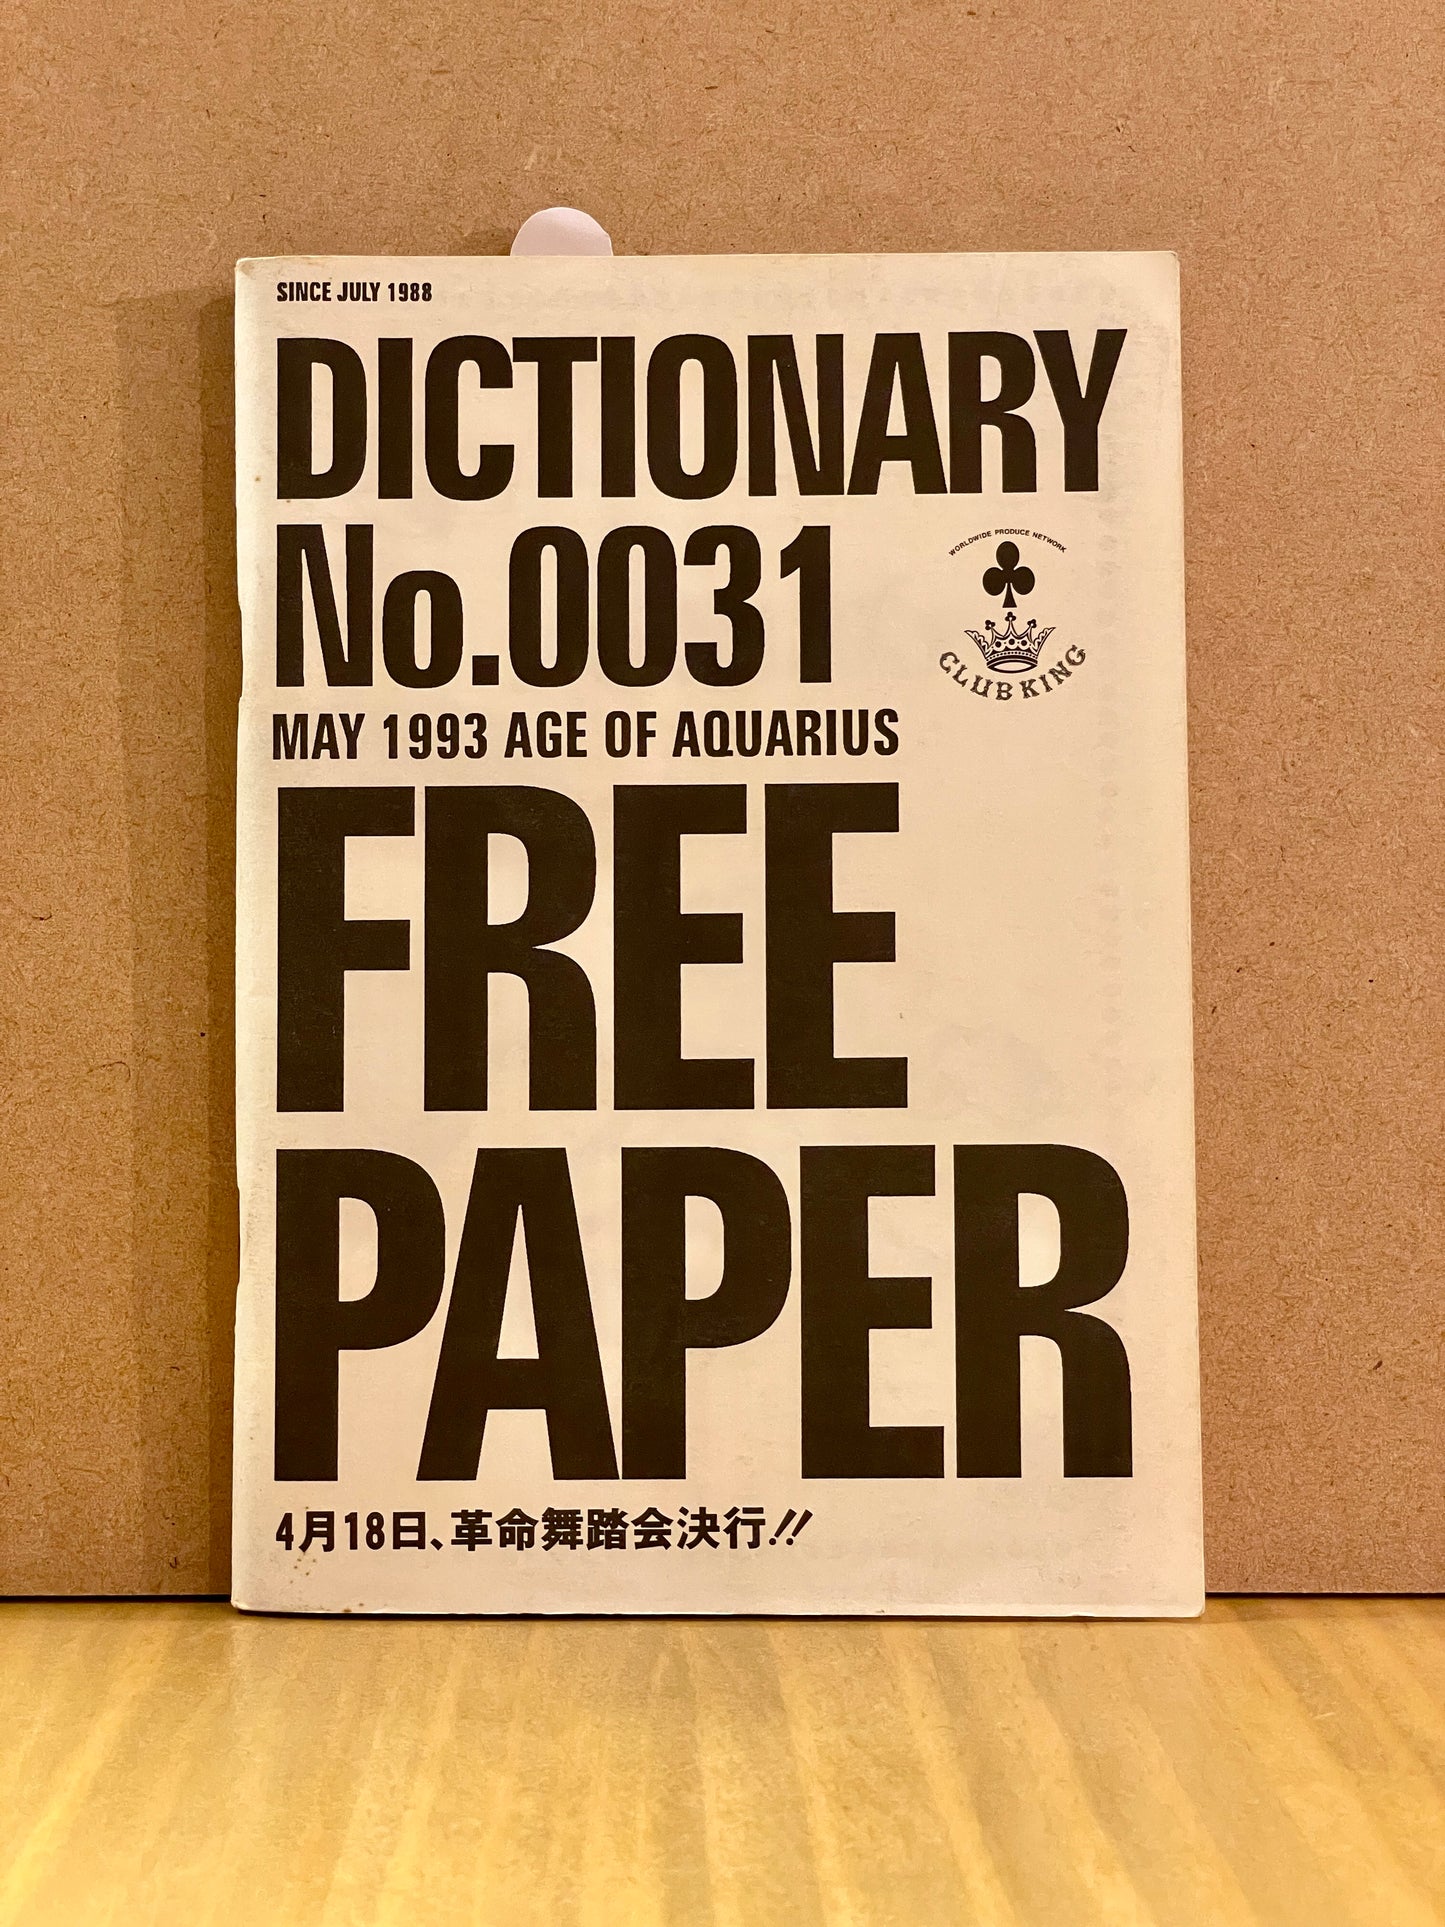 SINCE JULY 1988
DICTIONARY
No.0031
WORLDWIDE PRODUCE NETWORK
CLUB KING
MAY 1993 AGE OF AQUARIUS
FREE
PAPER
4月18日、革命舞踏会決行!!